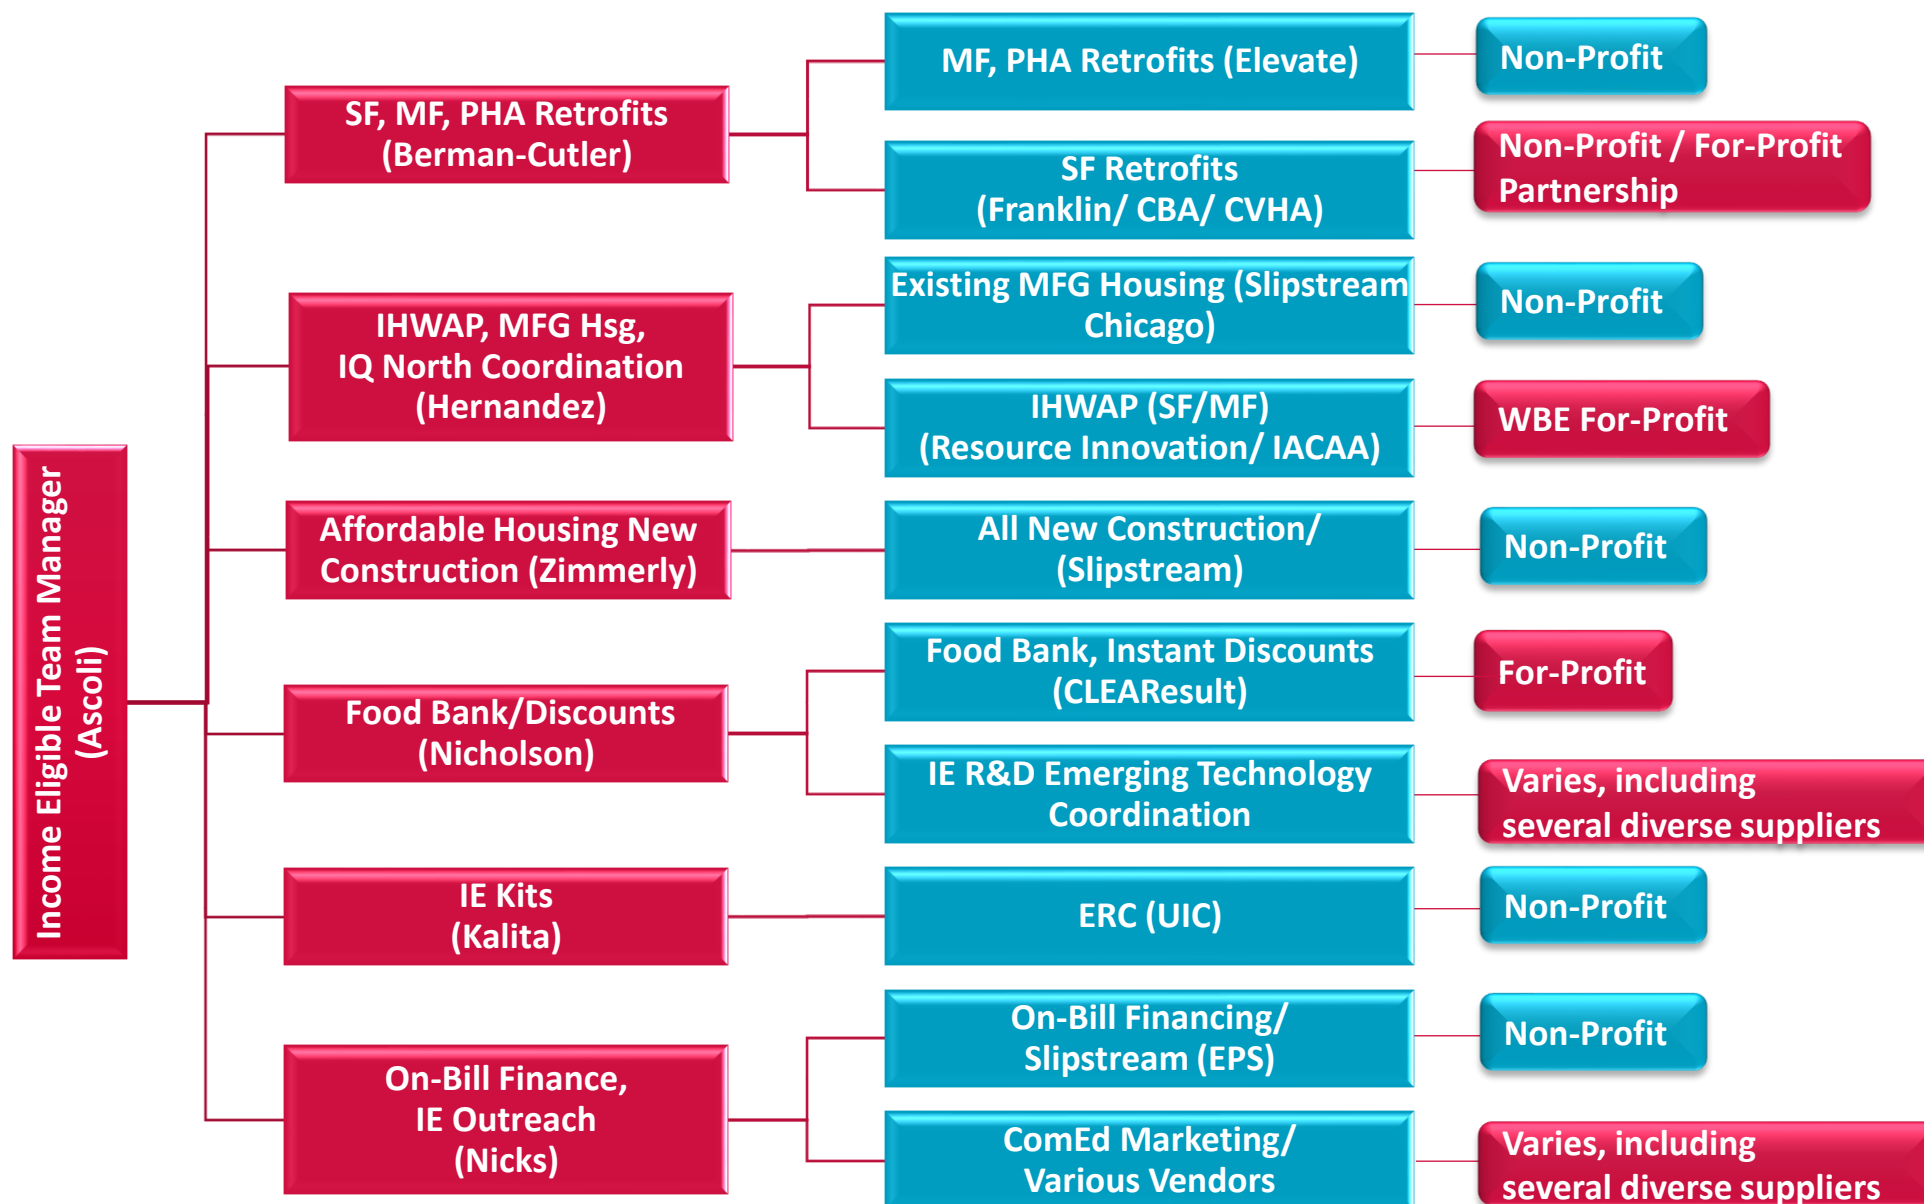 Income Eligible Team Manager
(Ascoli)
SF, MF, PHA Retrofits
(Berman-Cutler)
MF, PHA Retrofits (Elevate)
Non-Profit
SF Retrofits
(Franklin/ CBA/ CVHA)
Non-Profit / For-Profit
Partnership
IHWAP, MFG Hsg,
IQ North Coordination
(Hernandez)
Existing MFG Housing (Slipstream
Chicago)
Non-Profit
IHWAP (SF/MF)
(Resource Innovation/ IACAA)
WBE For-Profit
Affordable Housing New
Construction (Zimmerly)
All New Construction/
(Slipstream)
Non-Profit
Food Bank/Discounts
(Nicholson)
Food Bank, Instant Discounts
(CLEAResult)
For-Profit
IE R&D Emerging Technology
Coordination
Varies, including
several diverse suppliers
IE Kits
(Kalita)
ERC (UIC)
Non-Profit
On-Bill Finance,
IE Outreach
(Nicks)
On-Bill Financing/
Slipstream (EPS)
Non-Profit
ComEd Marketing/
Various Vendors
Varies, including
several diverse suppliers